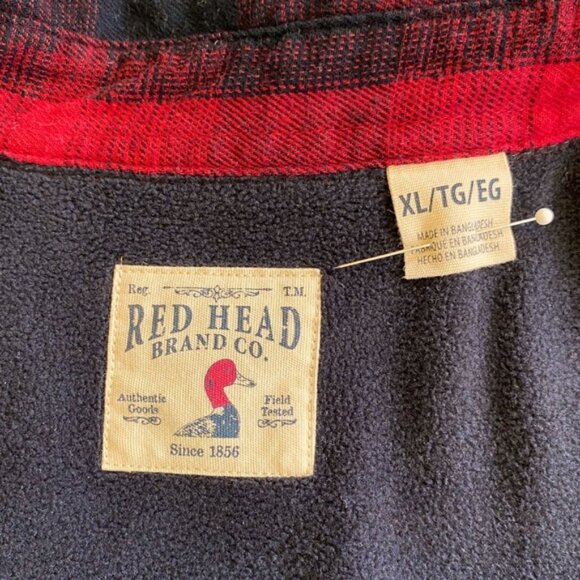 XL/TG/EG
MADE IN BANGLADESH
FABRIQUÉ EN BANGLADESH
HECHO EN BANGLADESH
Reg. T.M.
RED HEAD
BRAND CO.
Authentic Goods
Field Tested
Since 1856